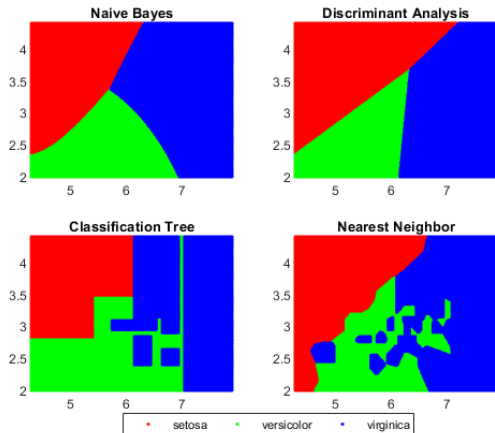 Naive Bayes
4
3.5
3
2.5
2
5 6 7
Discriminant Analysis
4
3.5
3
2.5
2
5 6 7
Classification Tree
4
3.5
3
2.5
2
5 6 7
Nearest Neighbor
4
3.5
3
2.5
2
5 6 7
setosa versicolor virginica